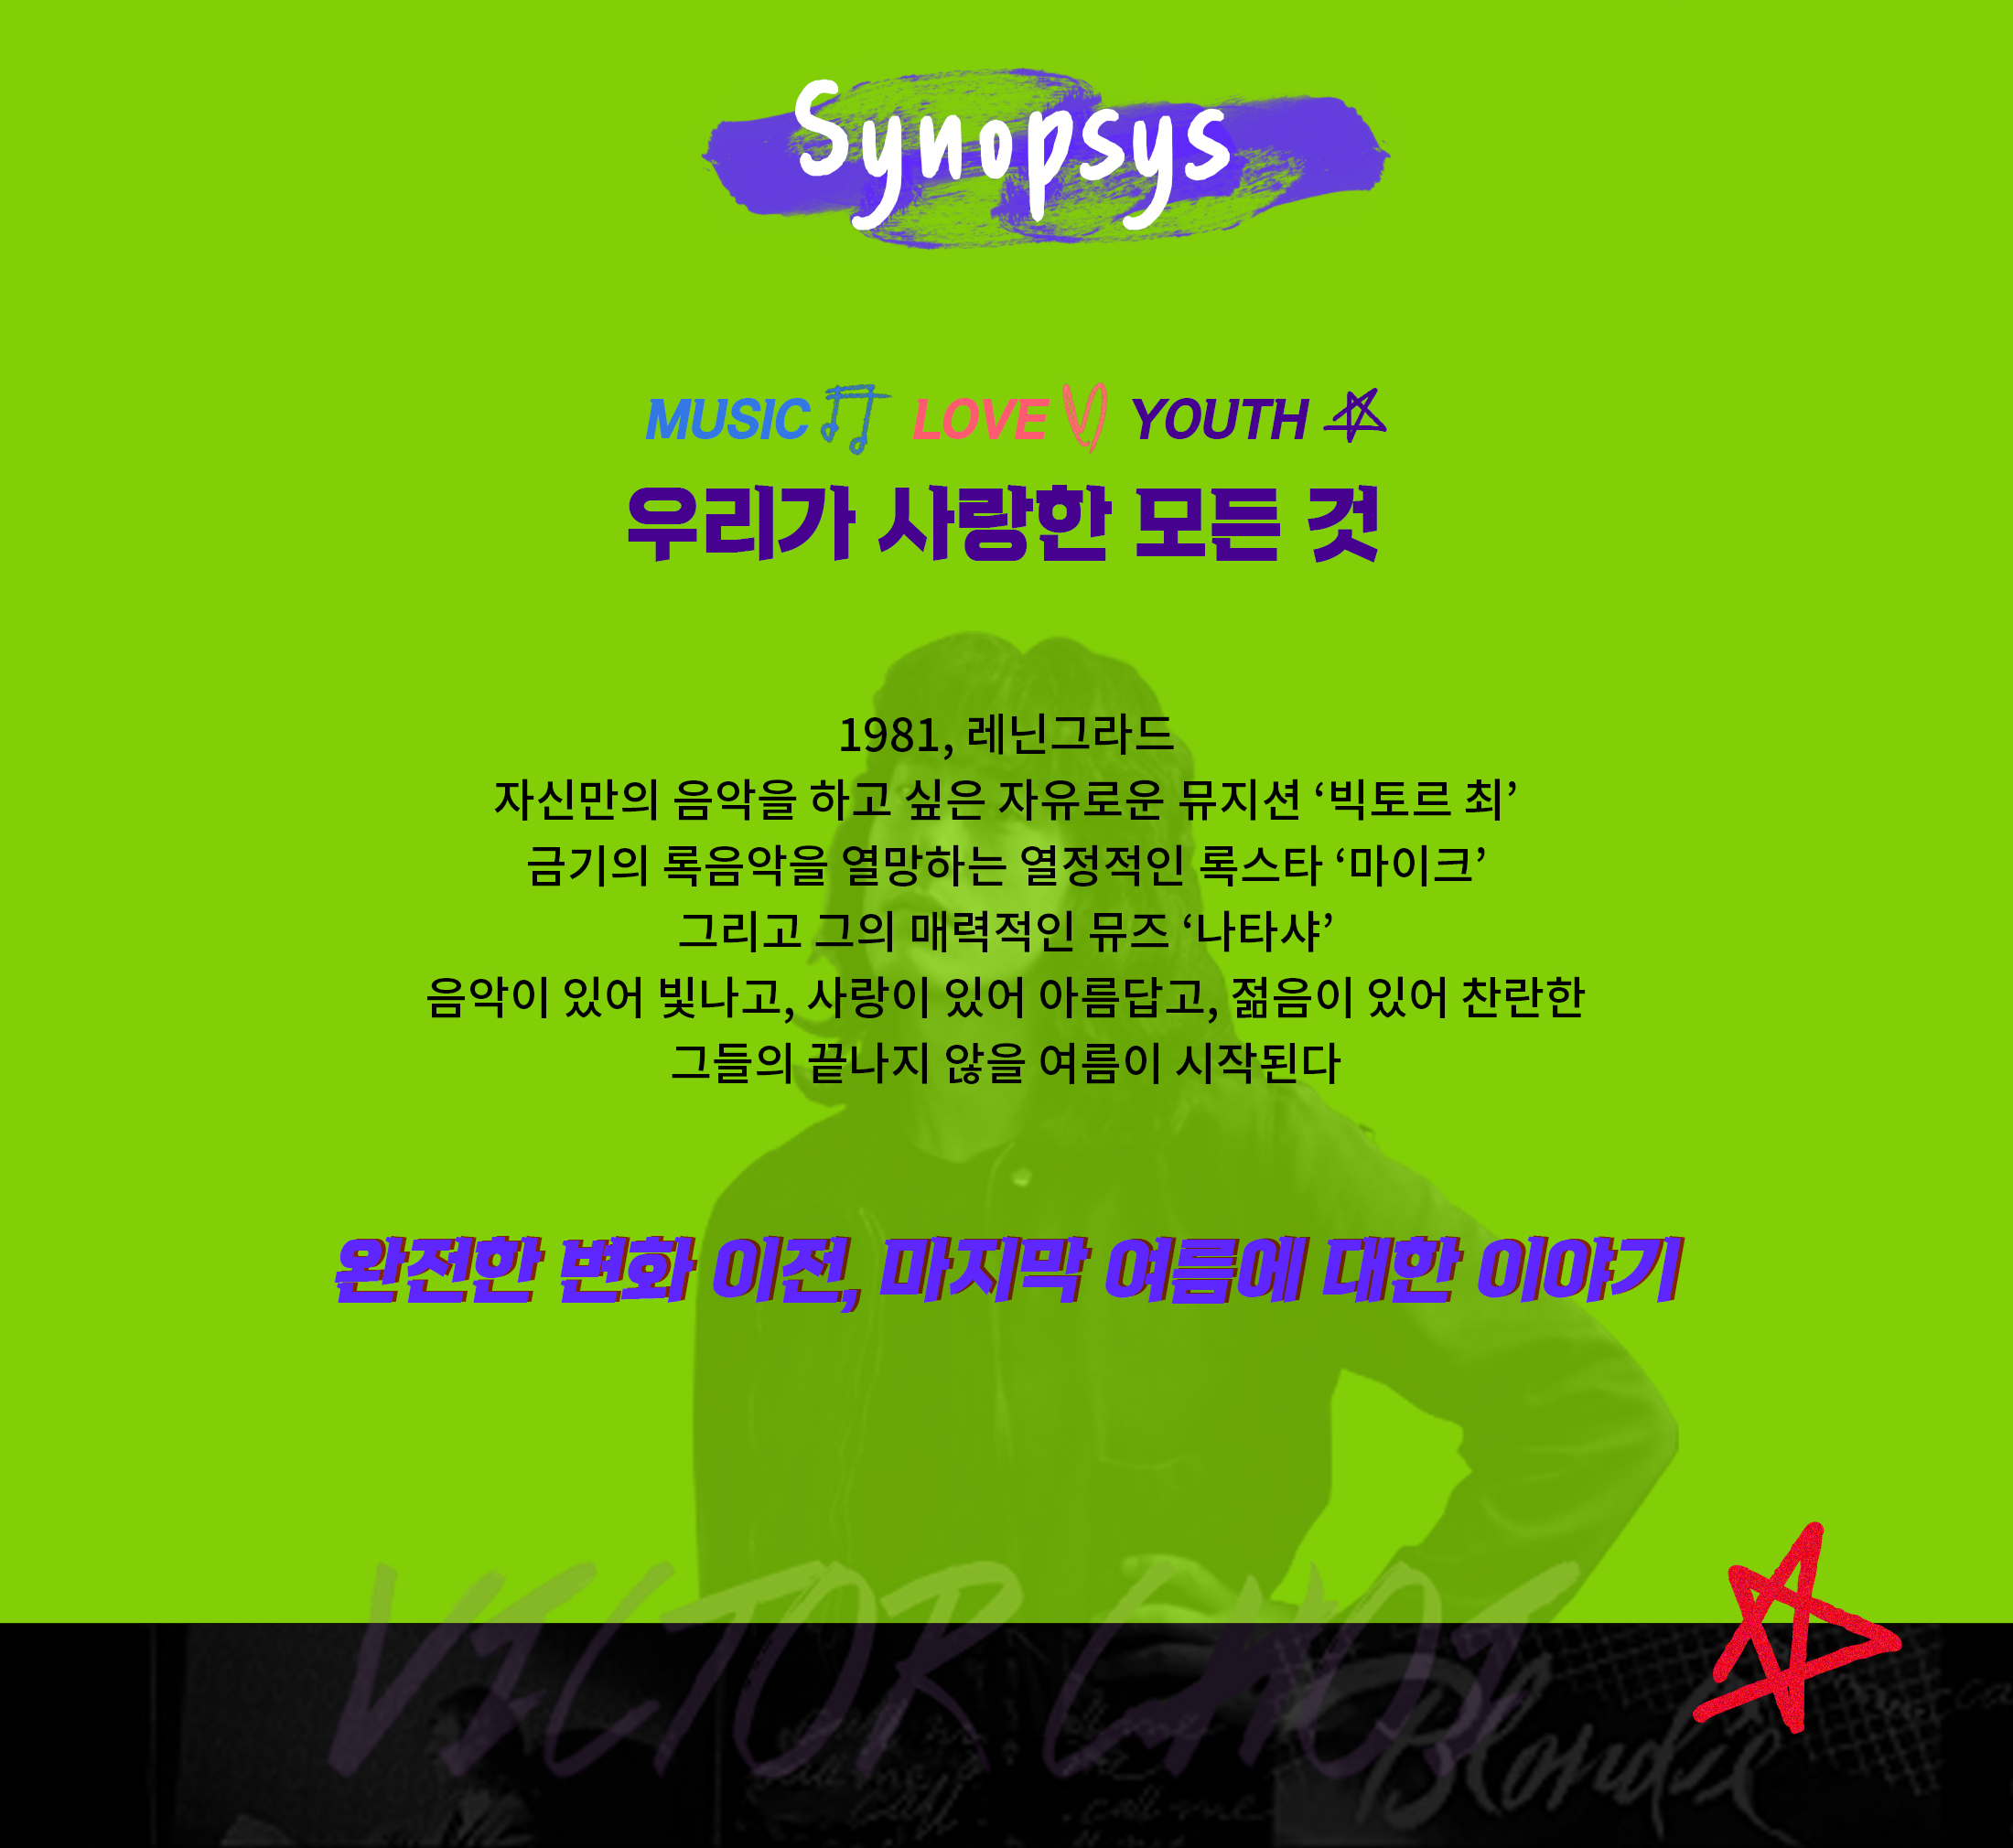 Synopsys
MUSIC LOVE YOUTH
우리가 사랑한 모든 것
1981, 레닌그라드
자신만의 음악을 하고 싶은 자유로운 뮤지션 ‘빅토르 최’
금기의 록음악을 열망하는 열정적인 록스타 ‘마이크’
그리고 그의 매력적인 뮤즈 ‘나타샤’
음악이 있어 빛나고, 사랑이 있어 아름답고, 젊음이 있어 찬란한
그들의 끝나지 않을 여름이 시작된다
완전한 변화 이전, 마지막 여름에 대한 이야기
VICTOR CHOI
Blondie
call me